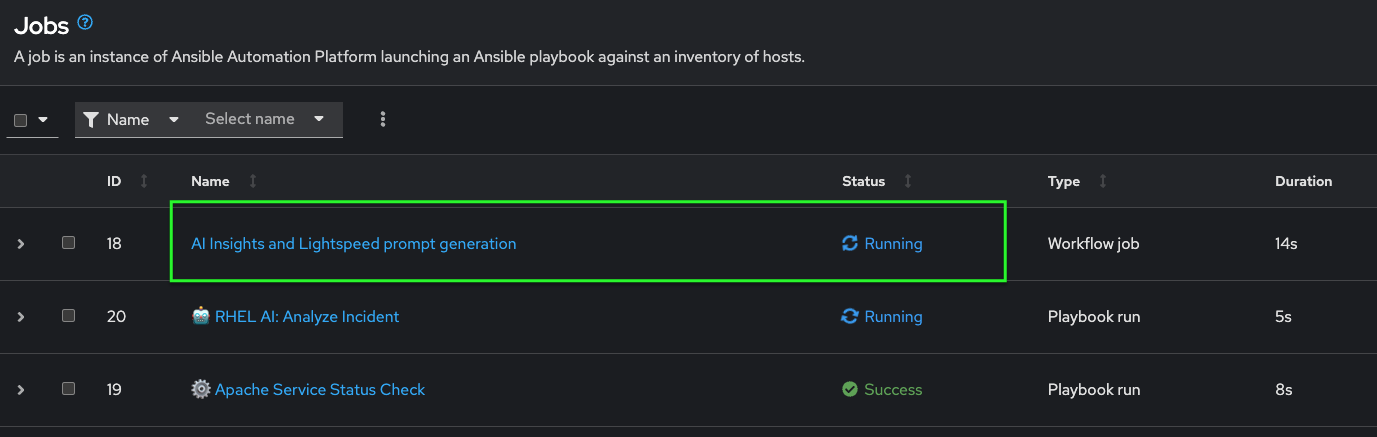 Jobs
A job is an instance of Ansible Automation Platform launching an Ansible playbook against an inventory of hosts.
Name Select name
ID Name Status Type Duration
18 AI Insights and Lightspeed prompt generation Running Workflow job 14s
20 RHEL AI: Analyze Incident Running Playbook run 5s
19 Apache Service Status Check Success Playbook run 8s